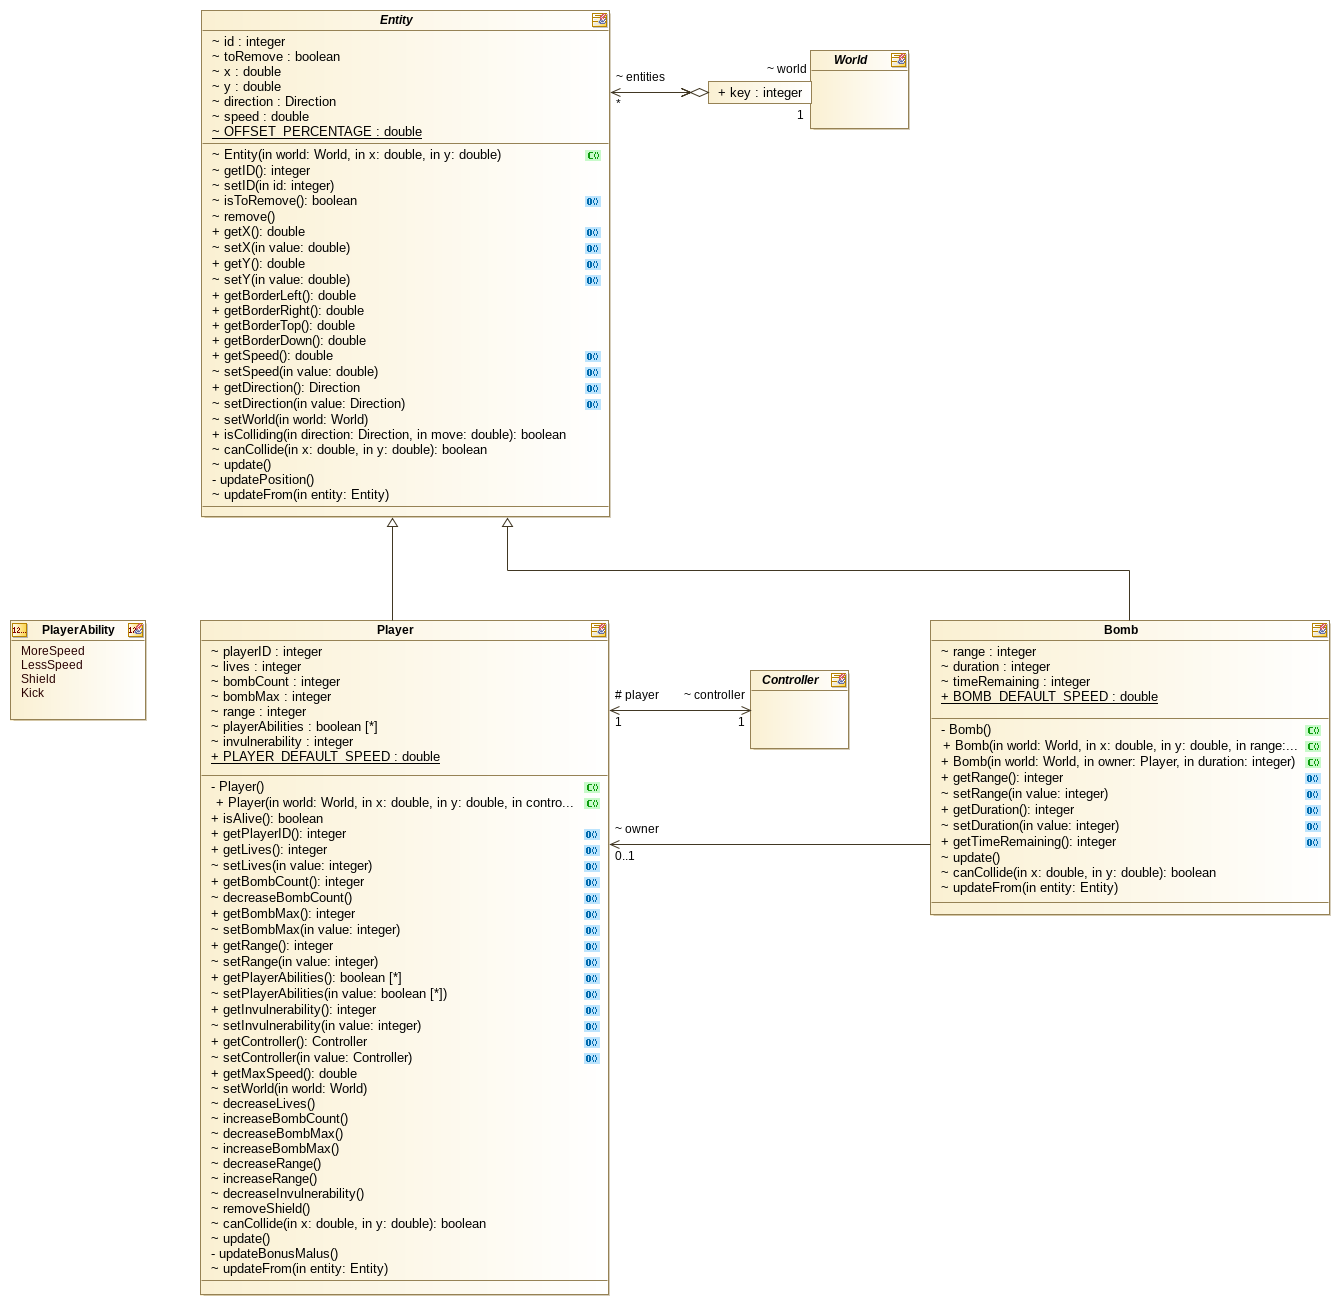 Entity
~ id : integer
~ toRemove : boolean
~ x : double
~ y : double
~ direction : Direction
~ speed : double
~ OFFSET_PERCENTAGE : double
~ Entity(in world: World, in x: double, in y: double)
~ getID(): integer
~ setID(in id: integer)
~ isToRemove(): boolean
~ remove()
+ getX(): double
~ setX(in value: double)
+ getY(): double
~ setY(in value: double)
+ getBorderLeft(): double
+ getBorderRight(): double
+ getBorderTop(): double
+ getBorderDown(): double
+ getSpeed(): double
~ setSpeed(in value: double)
+ getDirection(): Direction
~ setDirection(in value: Direction)
~ setWorld(in world: World)
+ isColliding(in direction: Direction, in move: double): boolean
~ canCollide(in x: double, in y: double): boolean
~ update()
- updatePosition()
~ updateFrom(in entity: Entity)
~ entities
*
~ world
+ key : integer
1
World
PlayerAbility
MoreSpeed
LessSpeed
Shield
Kick
Player
~ playerID : integer
~ lives : integer
~ bombCount : integer
~ bombMax : integer
~ range : integer
~ playerAbilities : boolean [*]
~ invulnerability : integer
+ PLAYER_DEFAULT_SPEED : double
- Player()
+ Player(in world: World, in x: double, in y: double, in contro...
+ isAlive(): boolean
+ getPlayerID(): integer
+ getLives(): integer
~ setLives(in value: integer)
+ getBombCount(): integer
~ decreaseBombCount()
+ getBombMax(): integer
~ setBombMax(in value: integer)
+ getRange(): integer
~ setRange(in value: integer)
+ getPlayerAbilities(): boolean [*]
~ setPlayerAbilities(in value: boolean [*])
+ getInvulnerability(): integer
~ setInvulnerability(in value: integer)
+ getController(): Controller
~ setController(in value: Controller)
+ getMaxSpeed(): double
~ setWorld(in world: World)
~ decreaseLives()
~ increaseBombCount()
~ decreaseBombMax()
~ increaseBombMax()
~ decreaseRange()
~ increaseRange()
~ decreaseInvulnerability()
~ removeShield()
~ canCollide(in x: double, in y: double): boolean
~ update()
- updateBonusMalus()
~ updateFrom(in entity: Entity)
# player
1
~ controller
1
Controller
~ owner
0..1
Bomb
~ range : integer
~ duration : integer
~ timeRemaining : integer
+ BOMB_DEFAULT_SPEED : double
- Bomb()
+ Bomb(in world: World, in x: double, in y: double, in range:...
+ Bomb(in world: World, in owner: Player, in duration: integer)
+ getRange(): integer
~ setRange(in value: integer)
+ getDuration(): integer
~ setDuration(in value: integer)
+ getTimeRemaining(): integer
~ update()
~ canCollide(in x: double, in y: double): boolean
~ updateFrom(in entity: Entity)